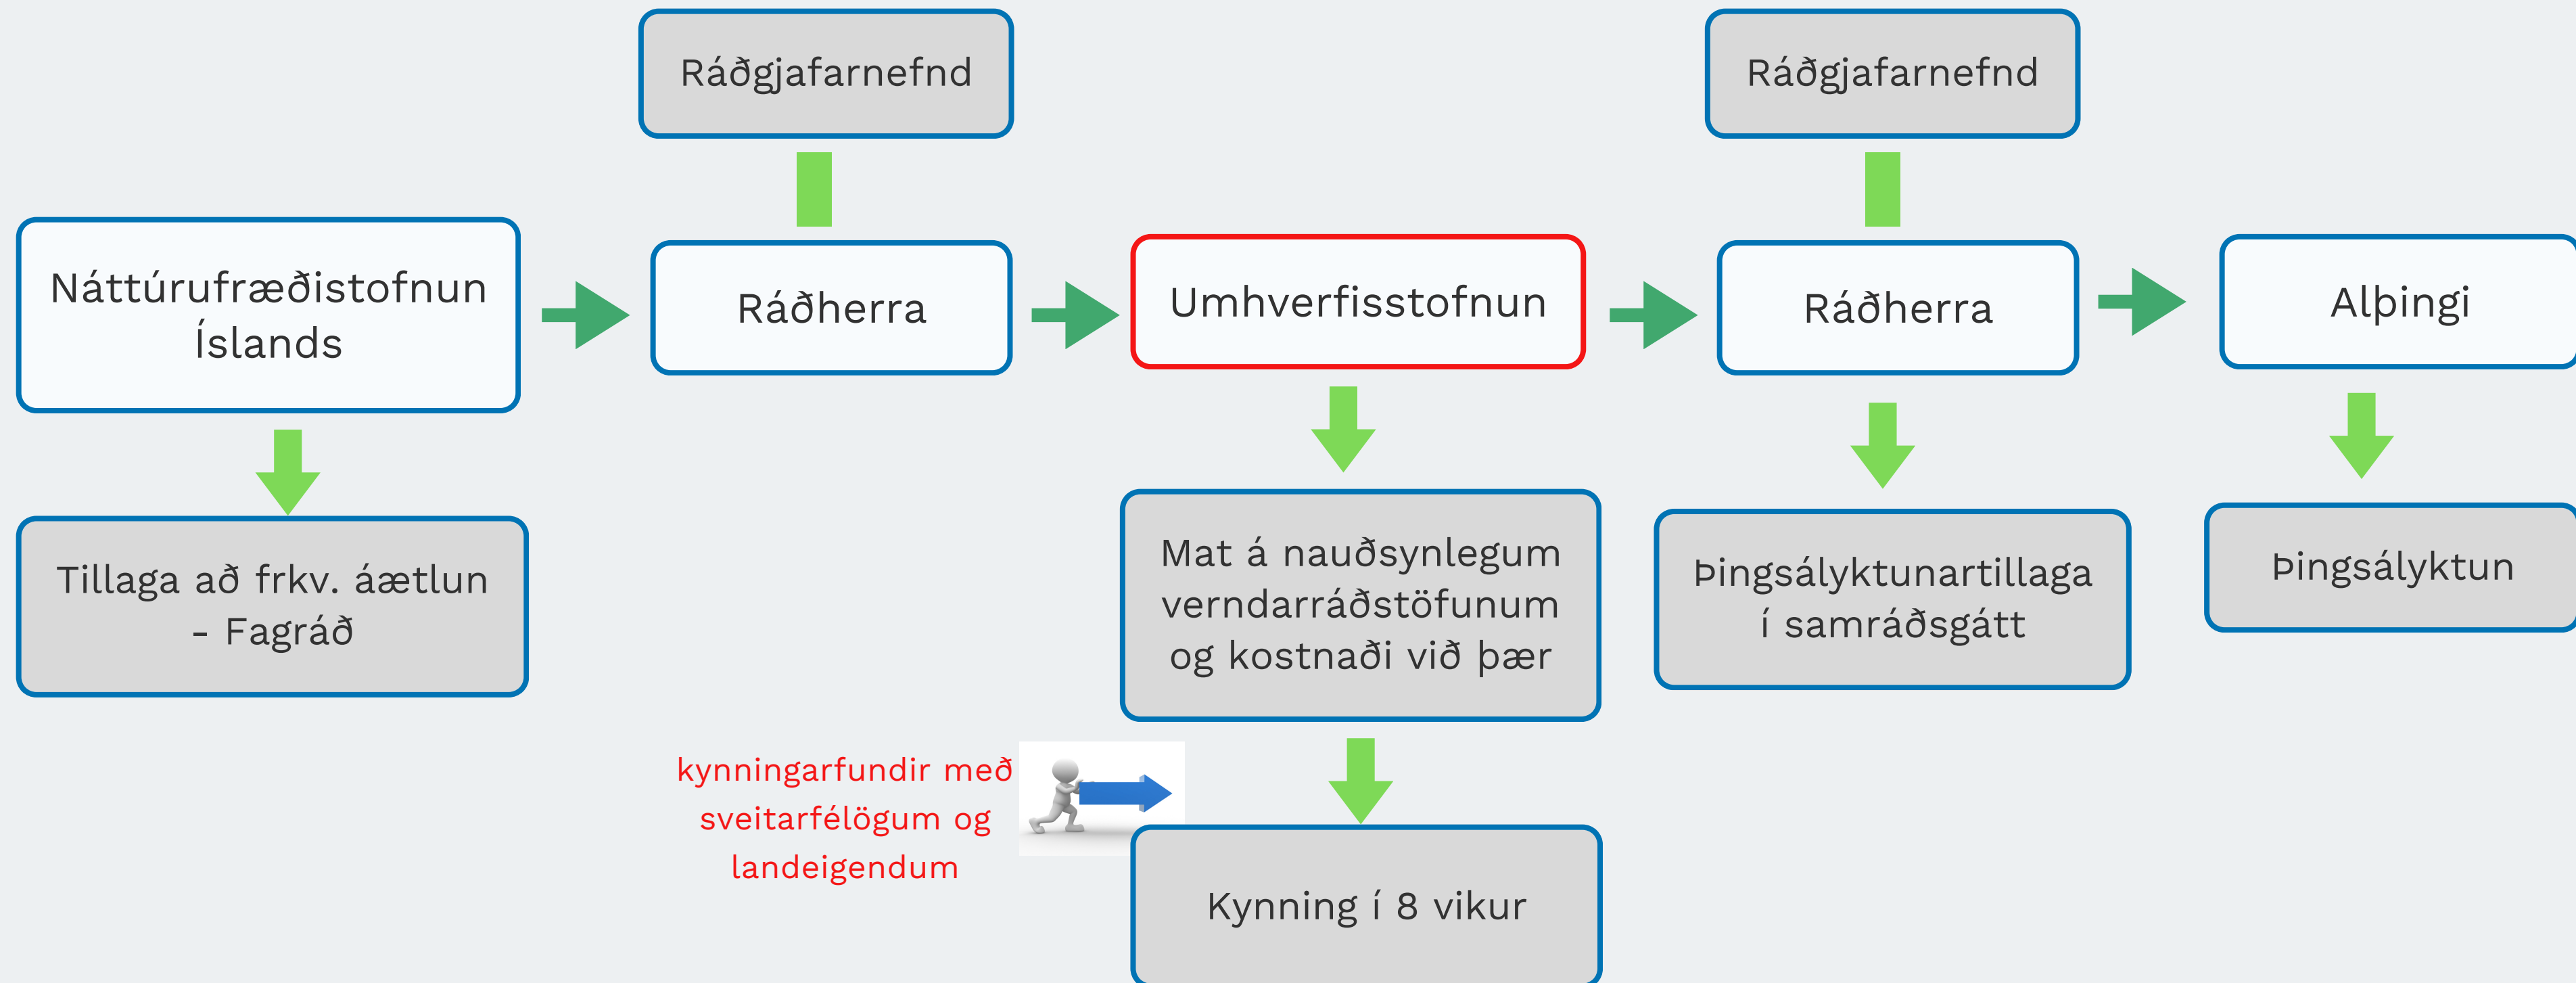 Ráðgjafarnefnd
Ráðgjafarnefnd
Náttúrufræðistofnun
Íslands
Ráðherra
Umhverfisstofnun
Ráðherra
Alþingi
Tillaga að frkv. áætlun
- Fagráð
Mat á nauðsynlegum
verndarráðstöfunum
og kostnaði við þær
Þingsályktunartillaga
í samráðsgátt
Þingsályktun
kynningarfundir með
sveitarfélögum og
landeigendum
Kynning í 8 vikur